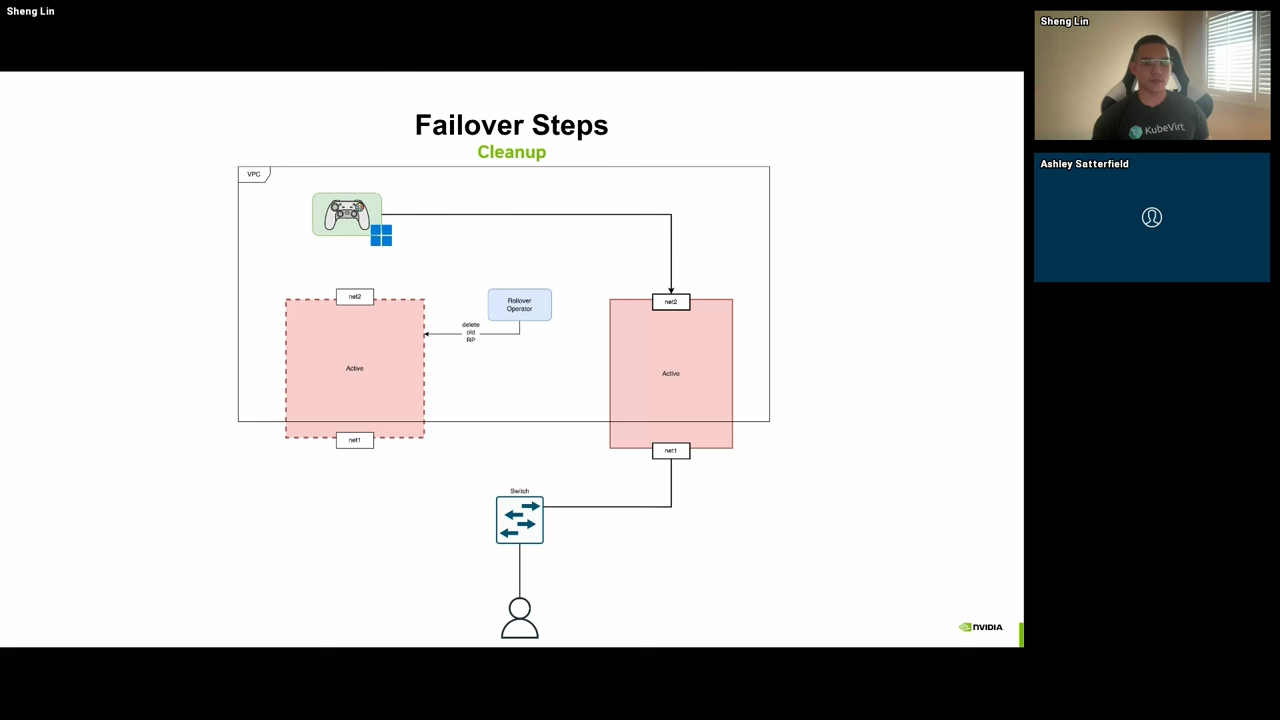 Sheng Lin
Sheng Lin
KubeVirt
Ashley Satterfield
Failover Steps
Cleanup
VPC
net2
Rollover
Operator
net2
delete
old
RP
Active
Active
net1
net1
Switch
NVIDIA